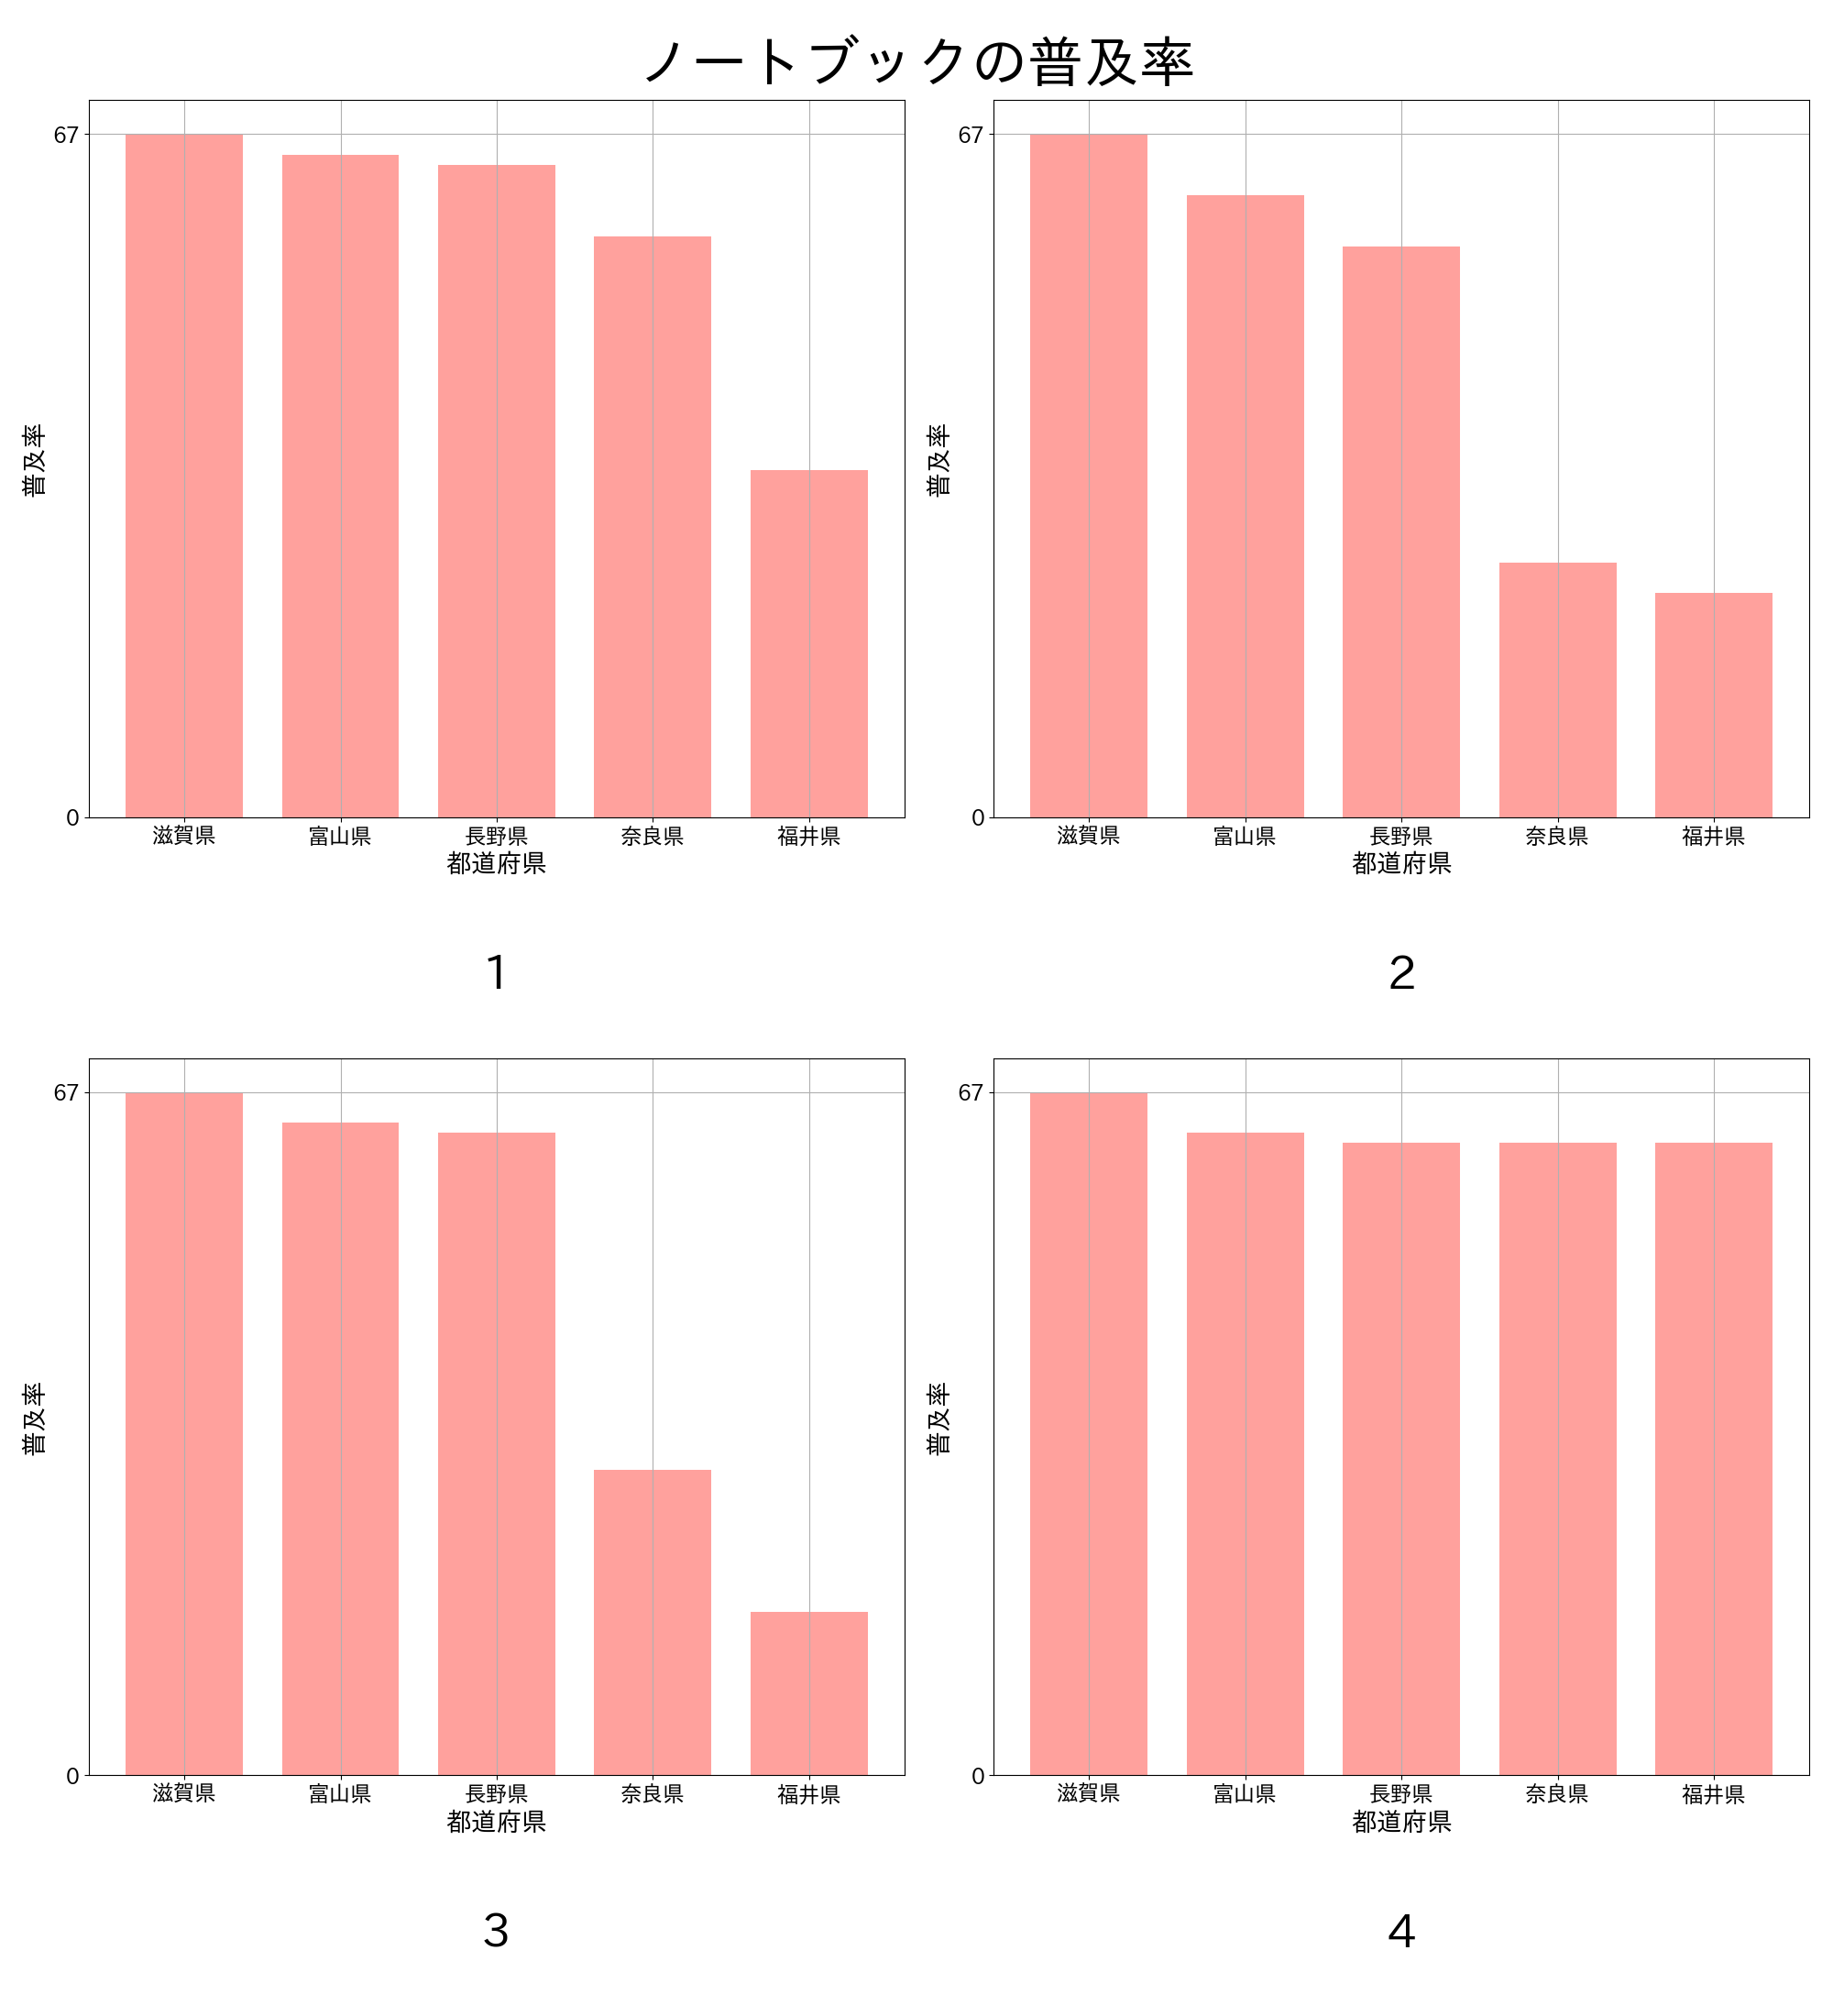 ノートブックの普及率
67
0
普及率
滋賀県 富山県 長野県 奈良県 福井県
都道府県
1
67
0
普及率
滋賀県 富山県 長野県 奈良県 福井県
都道府県
2
67
0
普及率
滋賀県 富山県 長野県 奈良県 福井県
都道府県
3
67
0
普及率
滋賀県 富山県 長野県 奈良県 福井県
都道府県
4